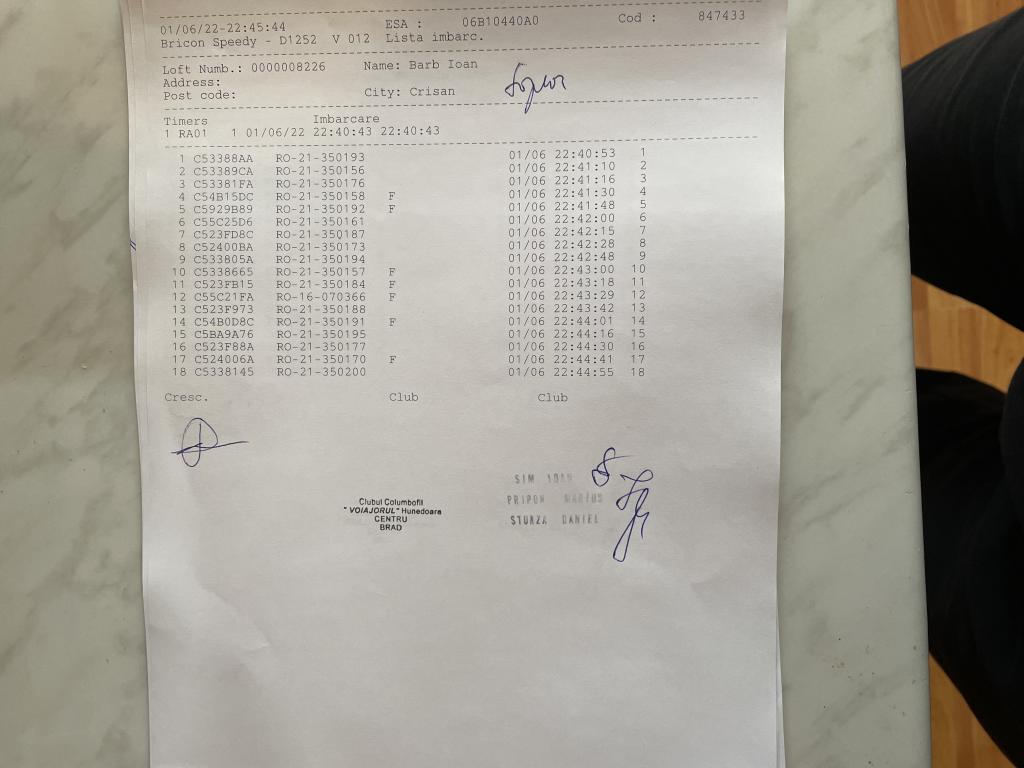 01/06/22-22:45:44 ESA : 06B10440A0 Cod : 847433
Bricon Speedy - D1252 V 012 Lista imbarc.
Loft Numb.: 0000008226 Name: Barb Ioan
Address:
Post code: City: Crisan
Timers Imbarcare
1 RA01 1 01/06/22 22:40:43 22:40:43
1 C53388AA RO-21-350193 01/06 22:40:53 1
2 C53389CA RO-21-350156 01/06 22:41:10 2
3 C53381FA RO-21-350176 01/06 22:41:16 3
4 C54B15DC RO-21-350158 F 01/06 22:41:30 4
5 C5929B89 RO-21-350192 F 01/06 22:41:48 5
6 C55C25D6 RO-21-350161 01/06 22:42:00 6
7 C523FD8C RO-21-350187 01/06 22:42:15 7
8 C52400BA RO-21-350173 01/06 22:42:28 8
9 C533805A RO-21-350194 01/06 22:42:48 9
10 C5338665 RO-21-350157 F 01/06 22:43:00 10
11 C523FB15 RO-21-350184 F 01/06 22:43:18 11
12 C55C21FA RO-16-070366 F 01/06 22:43:29 12
13 C523F973 RO-21-350188 01/06 22:43:42 13
14 C54B0D8C RO-21-350191 F 01/06 22:44:01 14
15 C5BA9A76 RO-21-350195 01/06 22:44:16 15
16 C523F88A RO-21-350177 01/06 22:44:30 16
17 C524006A RO-21-350170 F 01/06 22:44:41 17
18 C5338145 RO-21-350200 01/06 22:44:55 18
Cresc. Club Club
SIM IOAN
PRIPON MARIUS
STURZA DANIEL
Clubul Columbofil
"VOIAJORUL" Hunedoara
CENTRU
BRAD